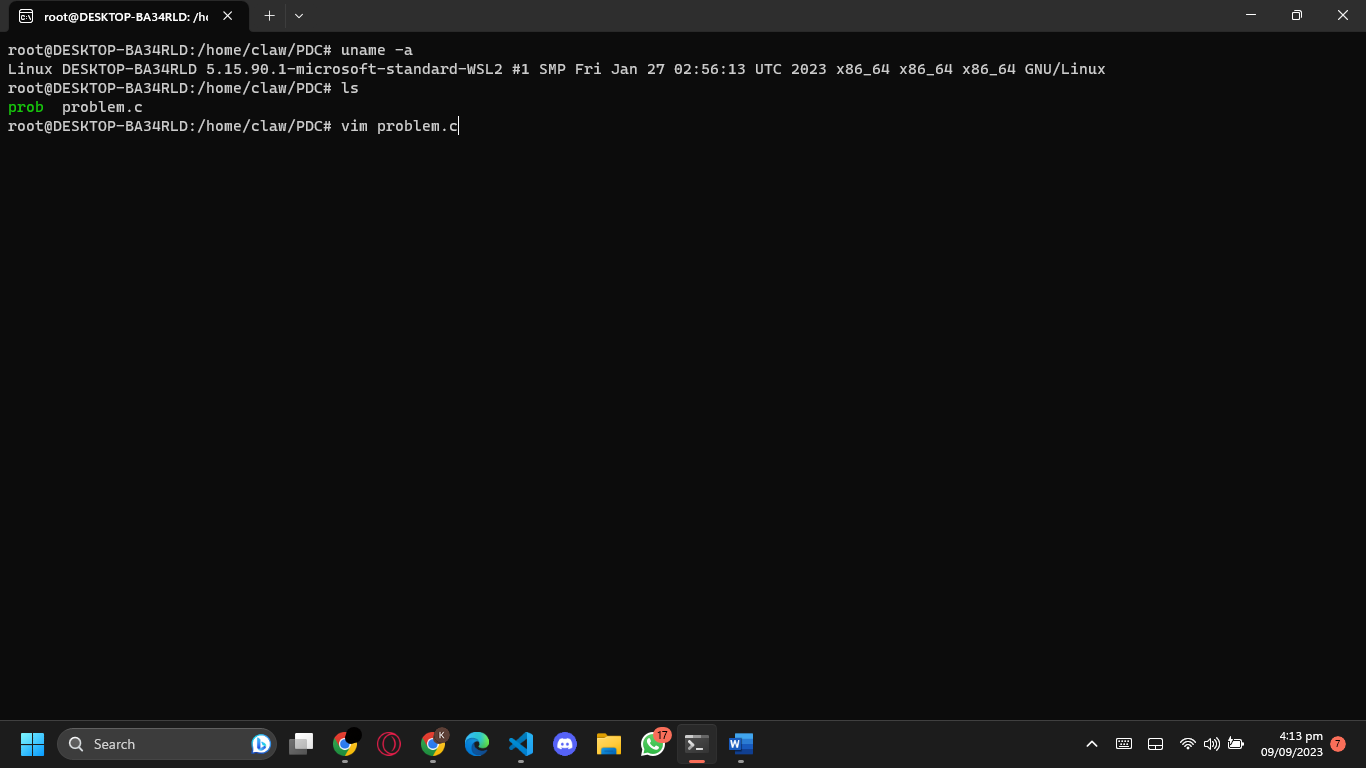 root@DESKTOP-BA34RLD: /h
root@DESKTOP-BA34RLD:/home/claw/PDC# uname -a
Linux DESKTOP-BA34RLD 5.15.90.1-microsoft-standard-WSL2 #1 SMP Fri Jan 27 02:56:13 UTC 2023 x86_64 x86_64 x86_64 GNU/Linux
root@DESKTOP-BA34RLD:/home/claw/PDC# ls
prob  problem.c
root@DESKTOP-BA34RLD:/home/claw/PDC# vim problem.c
Search
K
17
W
4:13 pm
09/09/2023
7